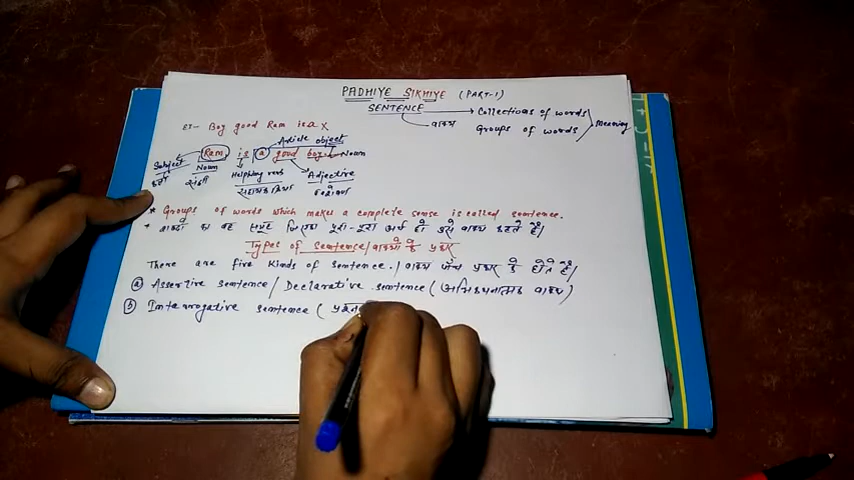 PADHIYE SIKHIYE (PART-1)
SENTENCE → Collections of words
वाक्य Groups of words Meaning
ET- Boy good Ram is a x
Article object
Subject Ram is a good boy Noun
कर्ता Noun Helping verb Adjective
संज्ञा सहायक क्रिया विशेषण
* Groups of words which makes a complete sense is called sentence.
* शब्दों का वह समूह जिसका पूरा-पूरा अर्थ हो उसे वाक्य कहते हैं।
Types of sentence/वाक्यों के प्रकार
There are five kinds of sentence./वाक्य पाँच प्रकार के होते हैं।
(a) Assertive sentence/ Declarative sentence (अभिकथनात्मक वाक्य)
(b) Interrogative sentence (प्रश्न